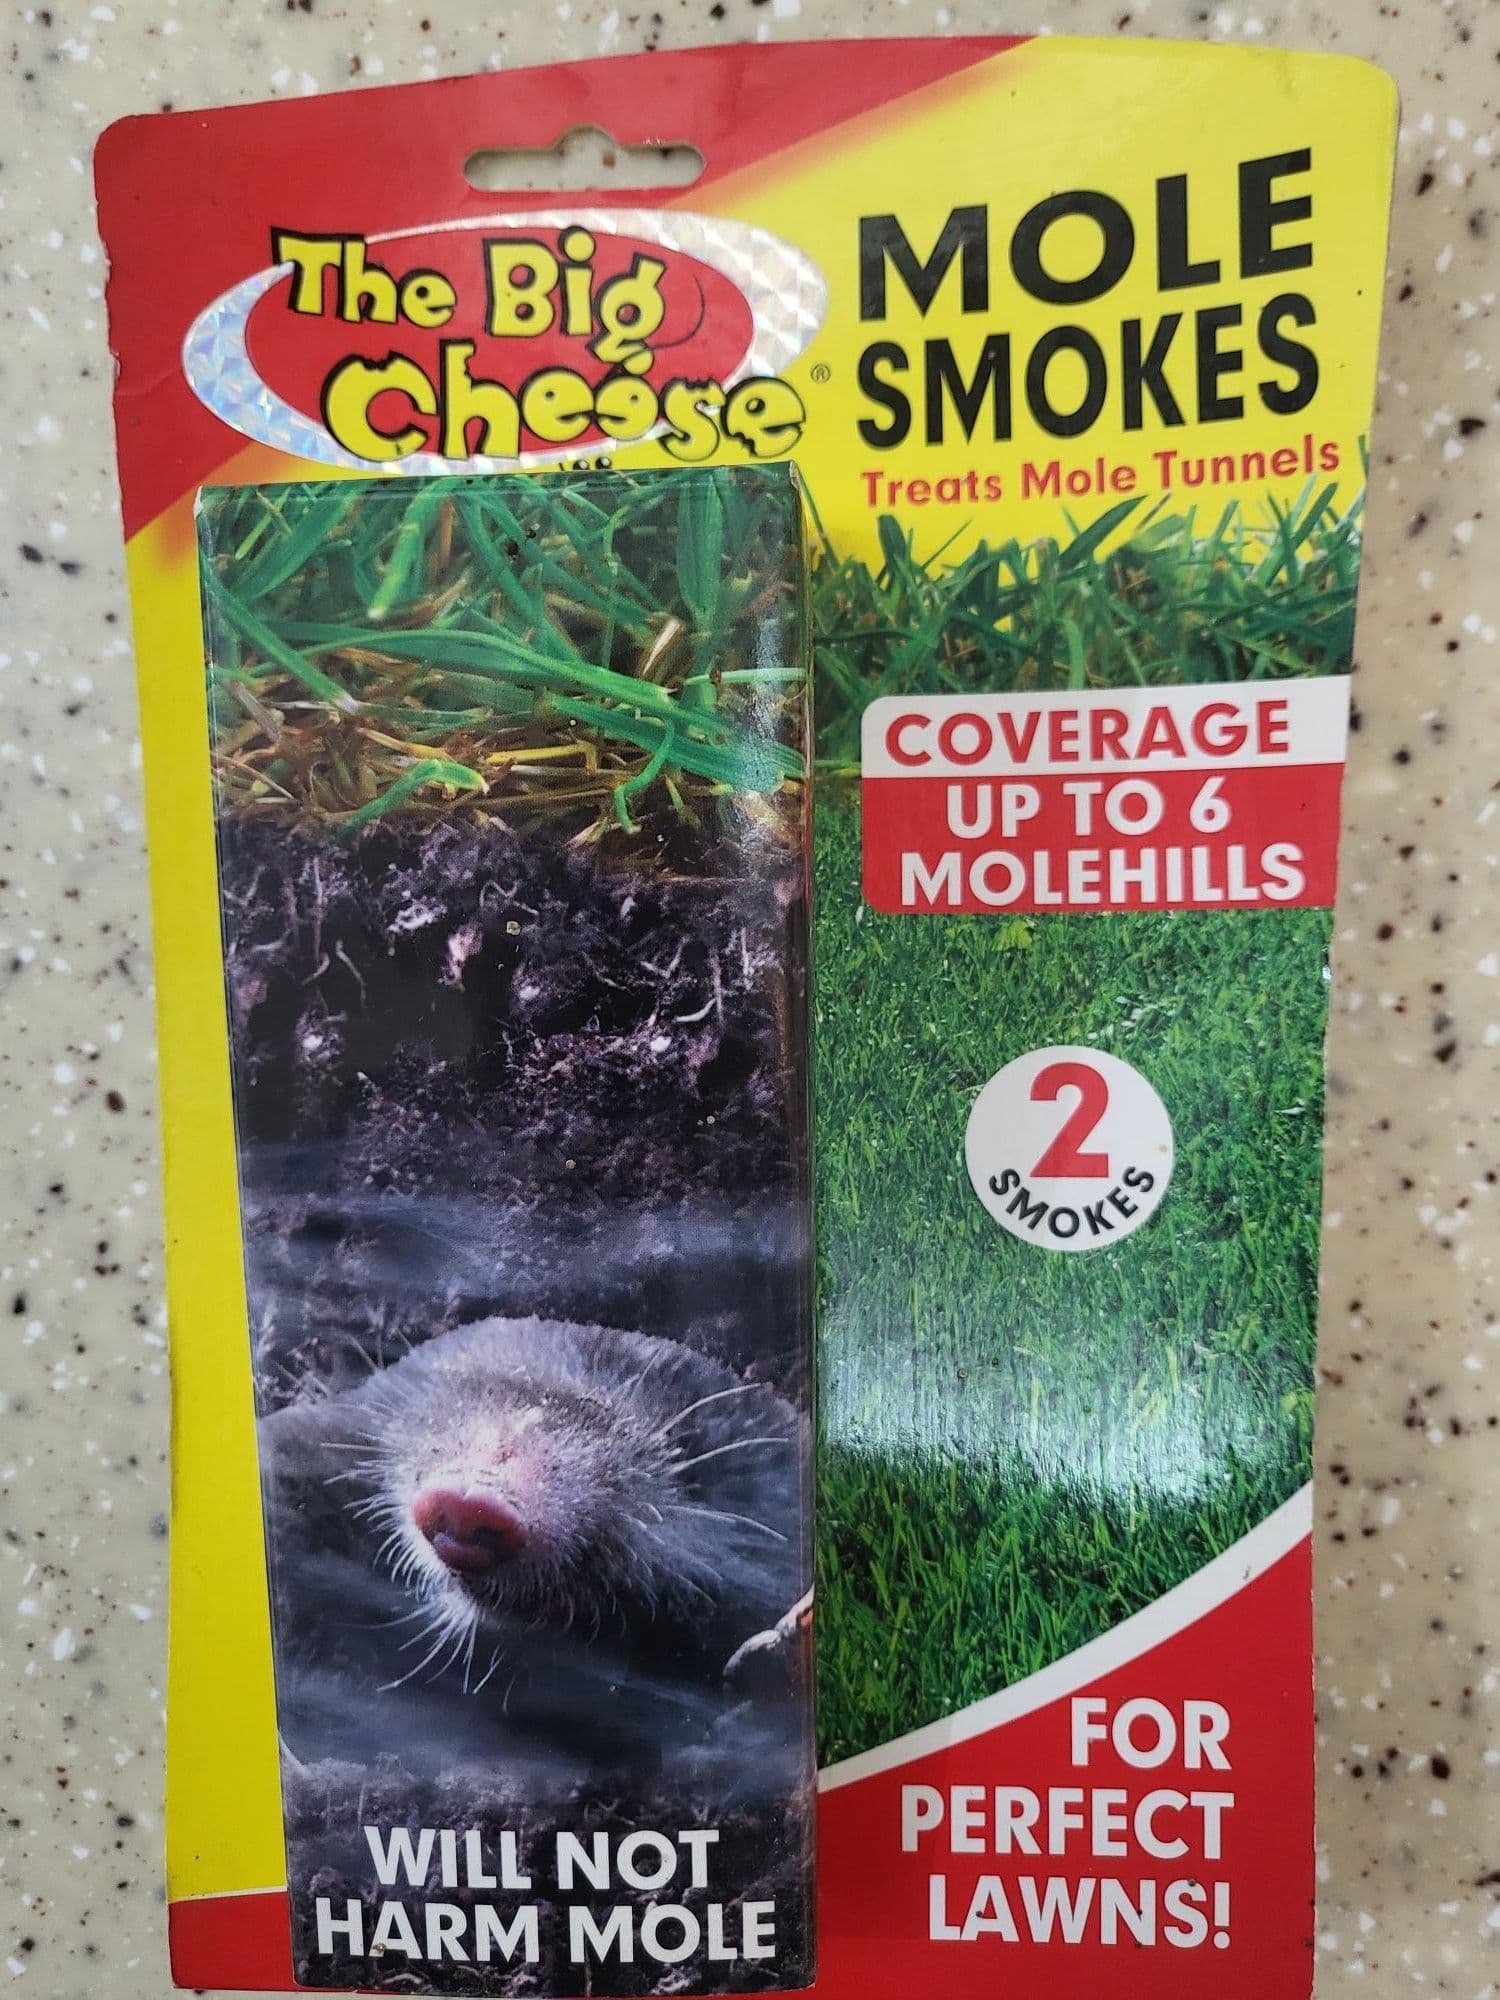 The Big
Cheese®
MOLE
SMOKES
Treats Mole Tunnels
COVERAGE
UP TO 6
MOLEHILLS
2
SMOKES
WILL NOT
HARM MOLE
FOR
PERFECT
LAWNS!